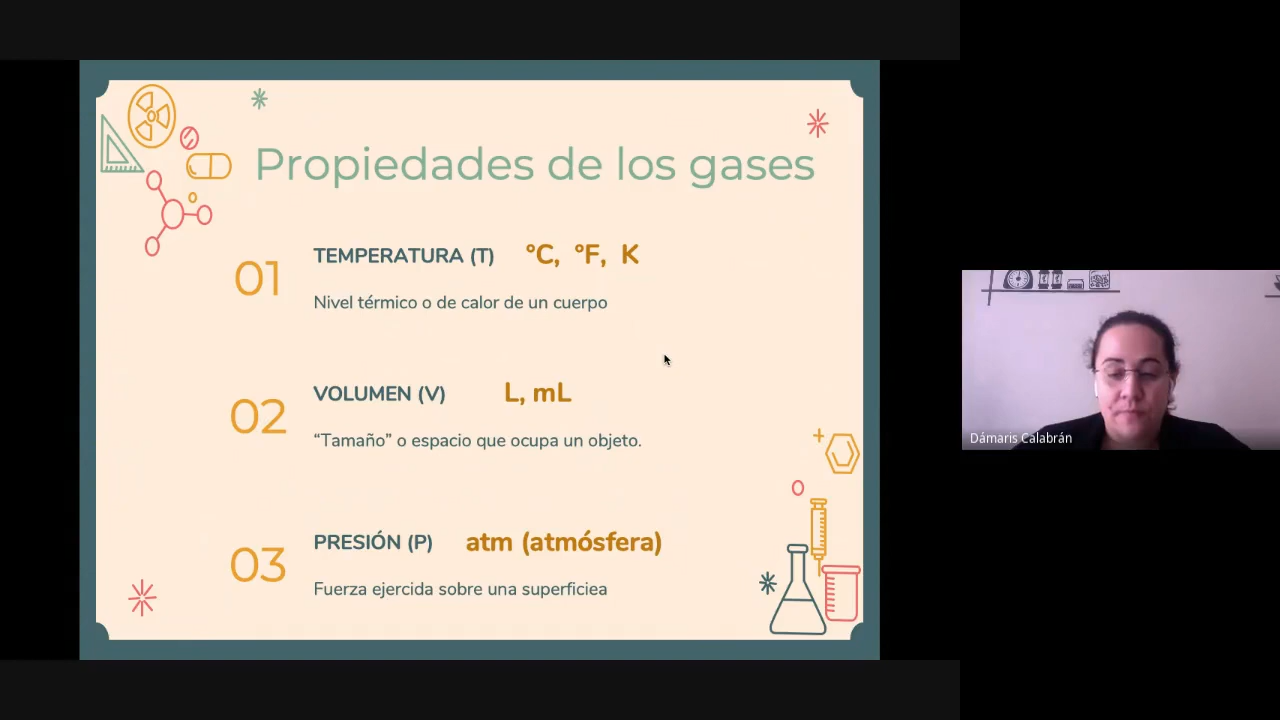 Propiedades de los gases
01
TEMPERATURA (T) °C, °F, K
Nivel térmico o de calor de un cuerpo
02
VOLUMEN (V) L, mL
“Tamaño” o espacio que ocupa un objeto.
03
PRESIÓN (P) atm (atmósfera)
Fuerza ejercida sobre una superficiea
Dámaris Calabrán